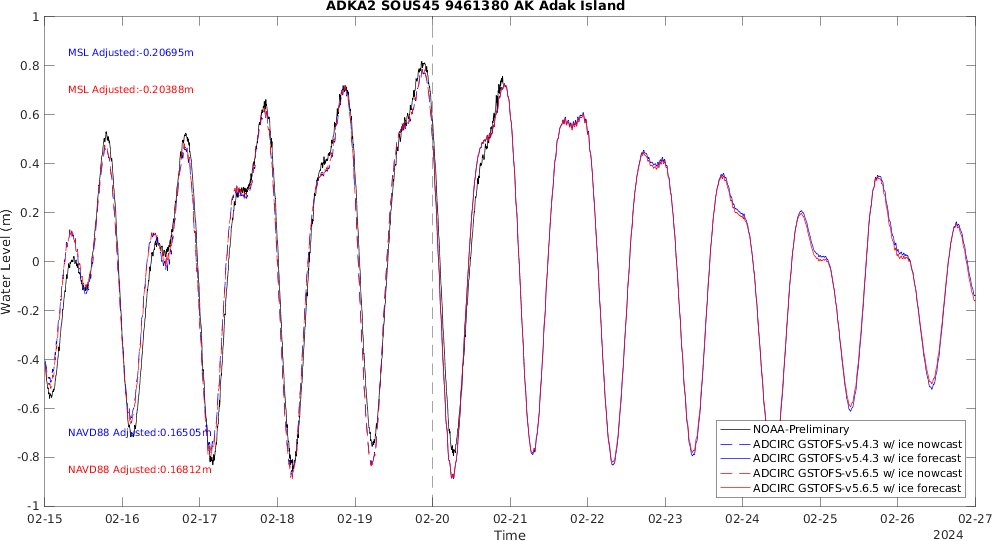 ADKA2 SOUS45 9461380 AK Adak Island
MSL Adjusted:-0.20695m
MSL Adjusted:-0.20388m
NAVD88 Adjusted:0.16505m
NAVD88 Adjusted:0.16812m
Water Level (m)
1
0.8
0.6
0.4
0.2
0
-0.2
-0.4
-0.6
-0.8
-1
NOAA-Preliminary
ADCIRC GSTOFS-v5.4.3 w/ ice nowcast
ADCIRC GSTOFS-v5.4.3 w/ ice forecast
ADCIRC GSTOFS-v5.6.5 w/ ice nowcast
ADCIRC GSTOFS-v5.6.5 w/ ice forecast
02-15 02-16 02-17 02-18 02-19 02-20 02-21 02-22 02-23 02-24 02-25 02-26 02-27
Time
2024